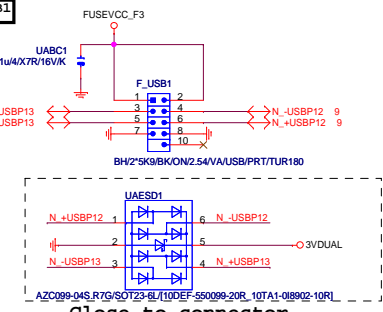 B1
FUSEVCC_F3
UABC1
1u/4/X7R/16V/K
F_USB1
1 2
USBP13 3 4 N_-USBP12 9
USBP13 5 6 N_+USBP12 9
7 8
10
BH/2*5K9/BK/ON/2.54/VA/USB/PRT/TUR180
UAESD1
N_+USBP12 1 6 N_-USBP12
2 5 3VDUAL
N_-USBP13 3 4 N_+USBP13
AZC099-04S.R7G/SOT23-6L/[10DEF-550099-20R_10TA1-0I8902-10R]
Close to connector